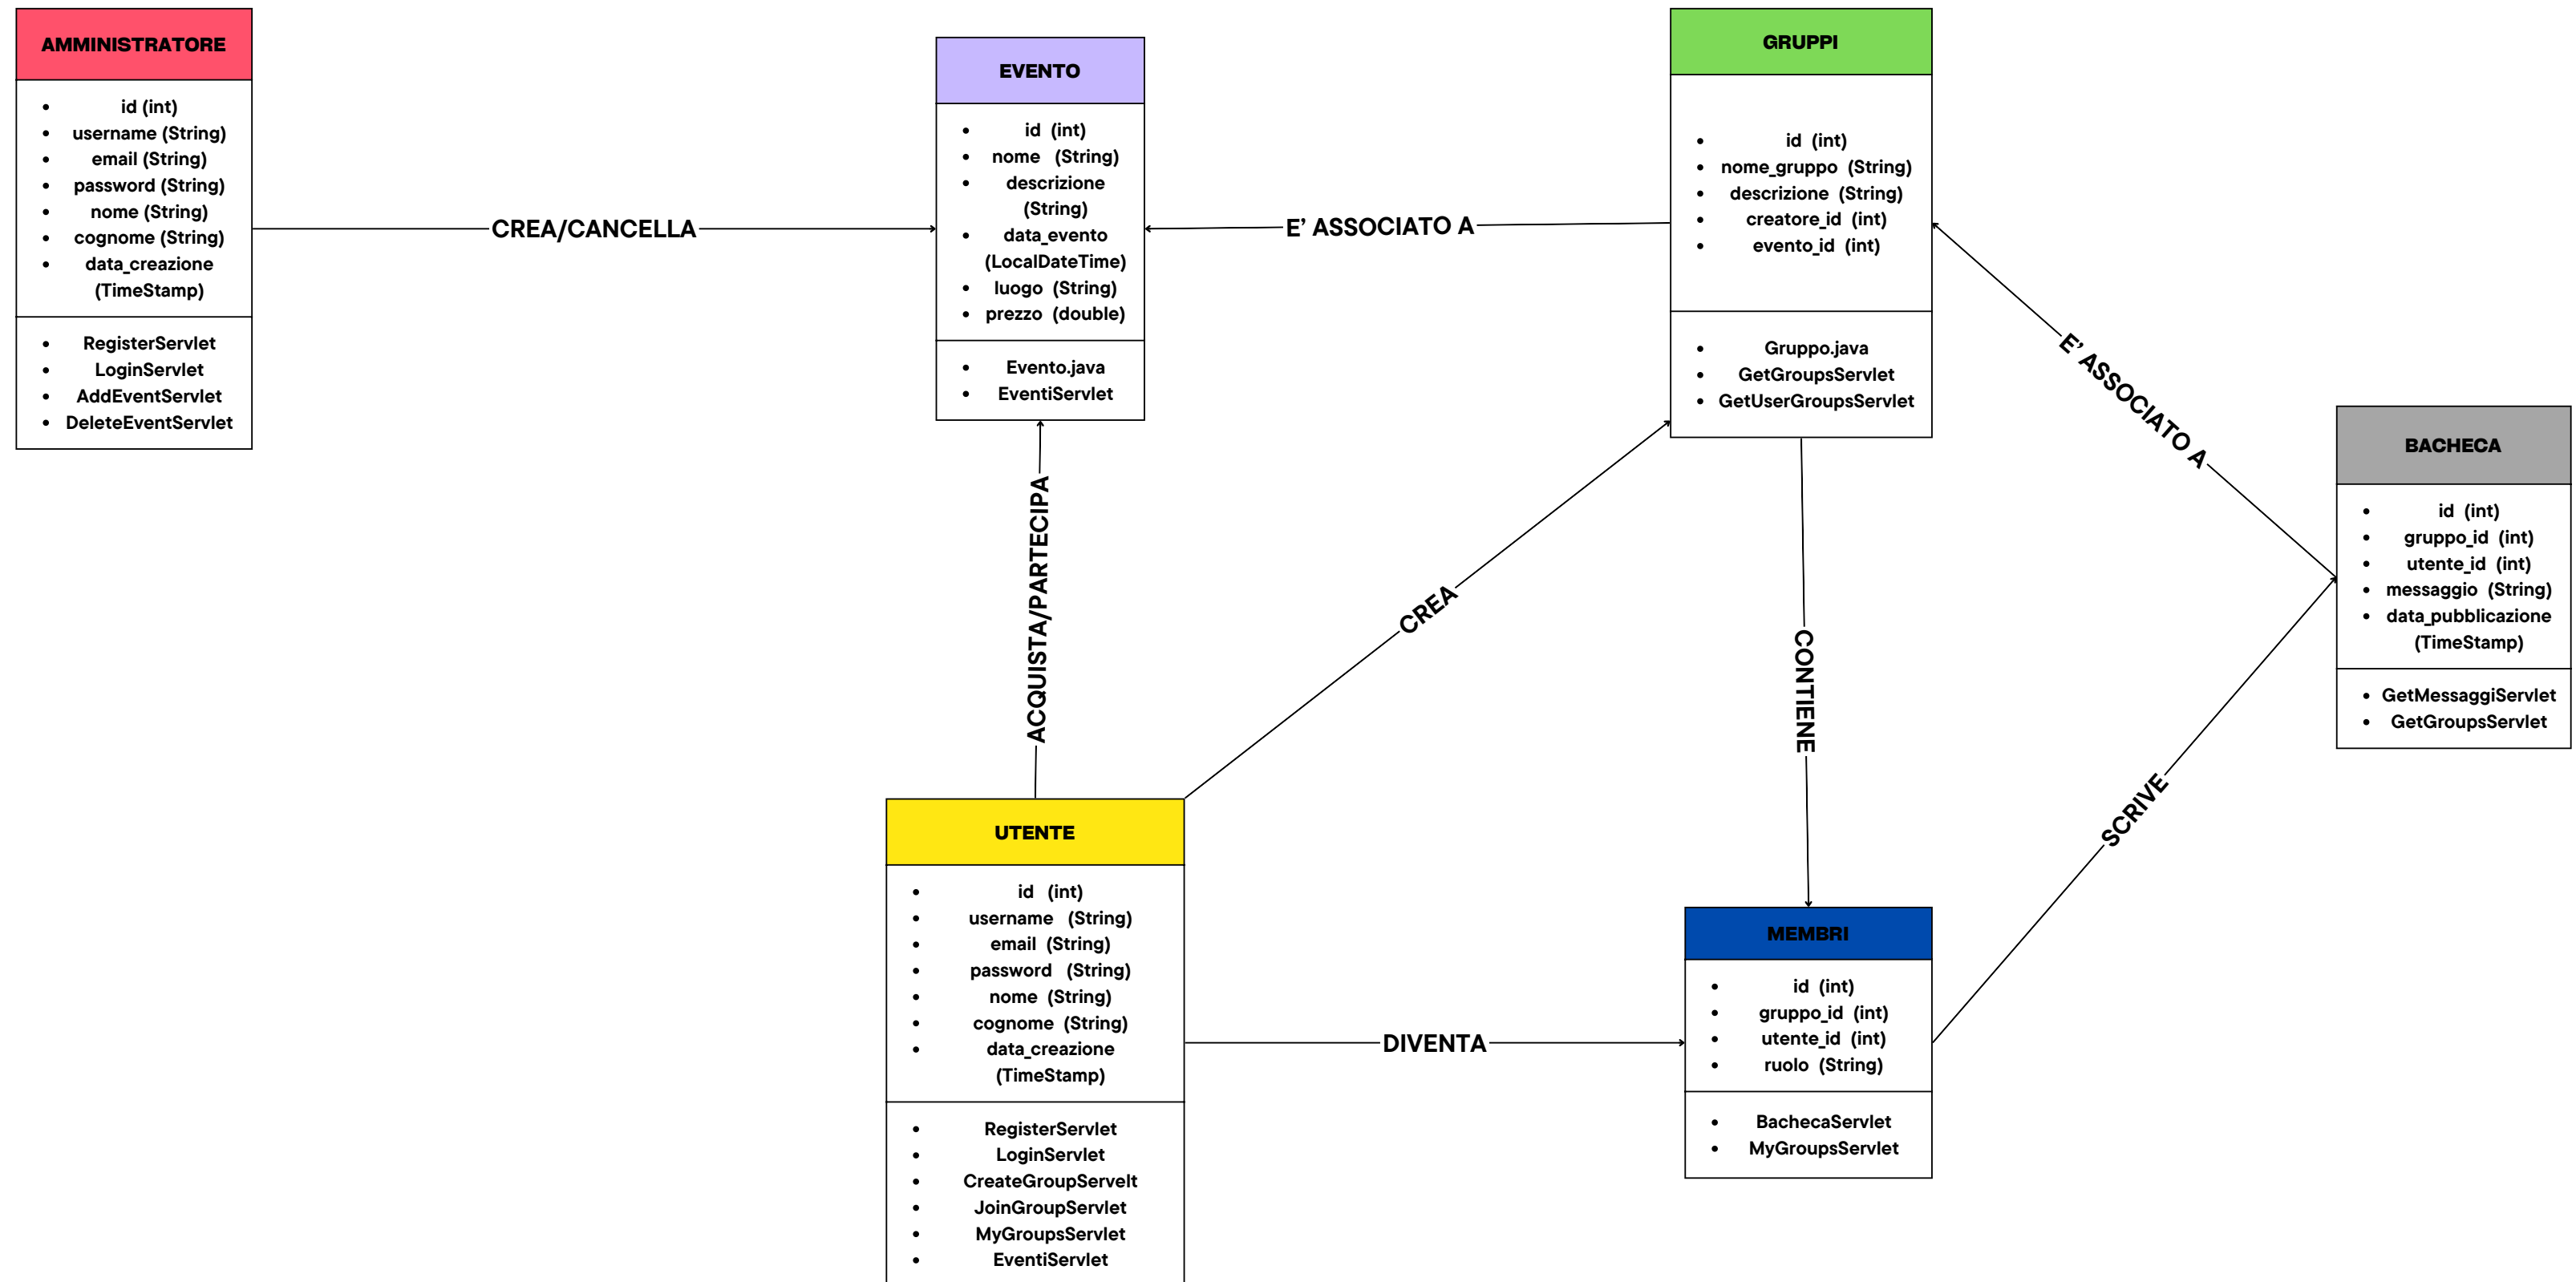 AMMINISTRATORE
• id (int)
• username (String)
• email (String)
• password (String)
• nome (String)
• cognome (String)
• data_creazione
(TimeStamp)
• RegisterServlet
• LoginServlet
• AddEventServlet
• DeleteEventServlet
CREA/CANCELLA
EVENTO
• id (int)
• nome (String)
• descrizione
(String)
• data_evento
(LocalDateTime)
• luogo (String)
• prezzo (double)
• Evento.java
• EventiServlet
E' ASSOCIATO A
GRUPPI
• id (int)
• nome_gruppo (String)
• descrizione (String)
• creatore_id (int)
• evento_id (int)
• Gruppo.java
• GetGroupsServlet
• GetUserGroupsServlet
E' ASSOCIATO A
BACHECA
• id (int)
• gruppo_id (int)
• utente_id (int)
• messaggio (String)
• data_pubblicazione
(TimeStamp)
• GetMessaggiServlet
• GetGroupsServlet
ACQUISTA/PARTECIPA
CREA
CONTIENE
SCRIVE
UTENTE
• id (int)
• username (String)
• email (String)
• password (String)
• nome (String)
• cognome (String)
• data_creazione
(TimeStamp)
• RegisterServlet
• LoginServlet
• CreateGroupServelt
• JoinGroupServlet
• MyGroupsServlet
• EventiServlet
DIVENTA
MEMBRI
• id (int)
• gruppo_id (int)
• utente_id (int)
• ruolo (String)
• BachecaServlet
• MyGroupsServlet